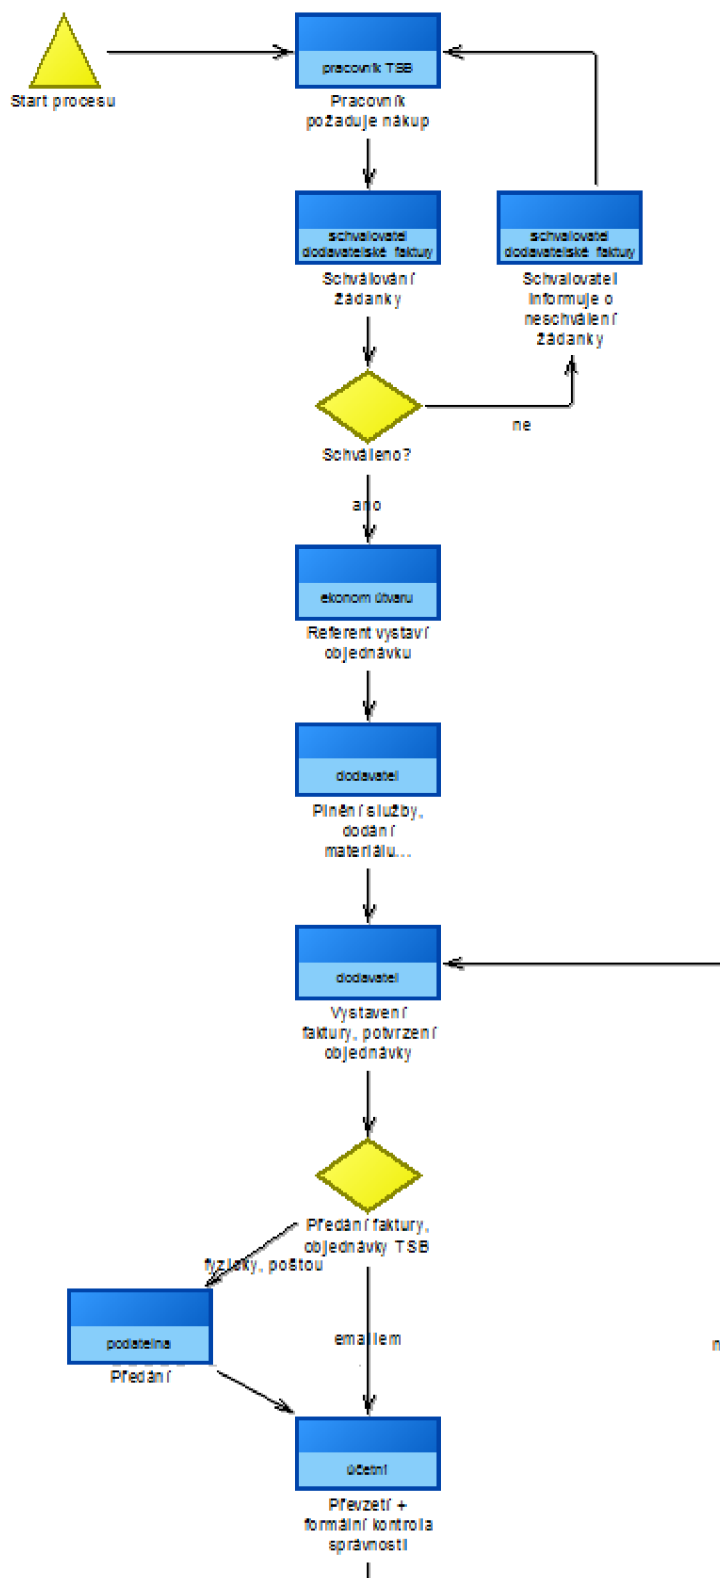 pracovník TSB
Start procesu
Pracovník
požaduje nákup
schvalovatel
dodavatelské faktury
Schválování
žádanky
schvalovatel
dodavatelské faktury
Schvalovatel
informuje o
neschválení
žádanky
ne
Schváleno?
ano
ekonom útvaru
Referent vystaví
objednávku
dodavatel
Plnění služby,
dodání
materiálu...
dodavatel
Vystavení
faktury, potvrzení
objednávky
Předání faktury,
objednávky TSB
fyzicky, poštou
emailem
podatelna
Předání
n
účetní
Převzetí +
formální kontrola
správnosti